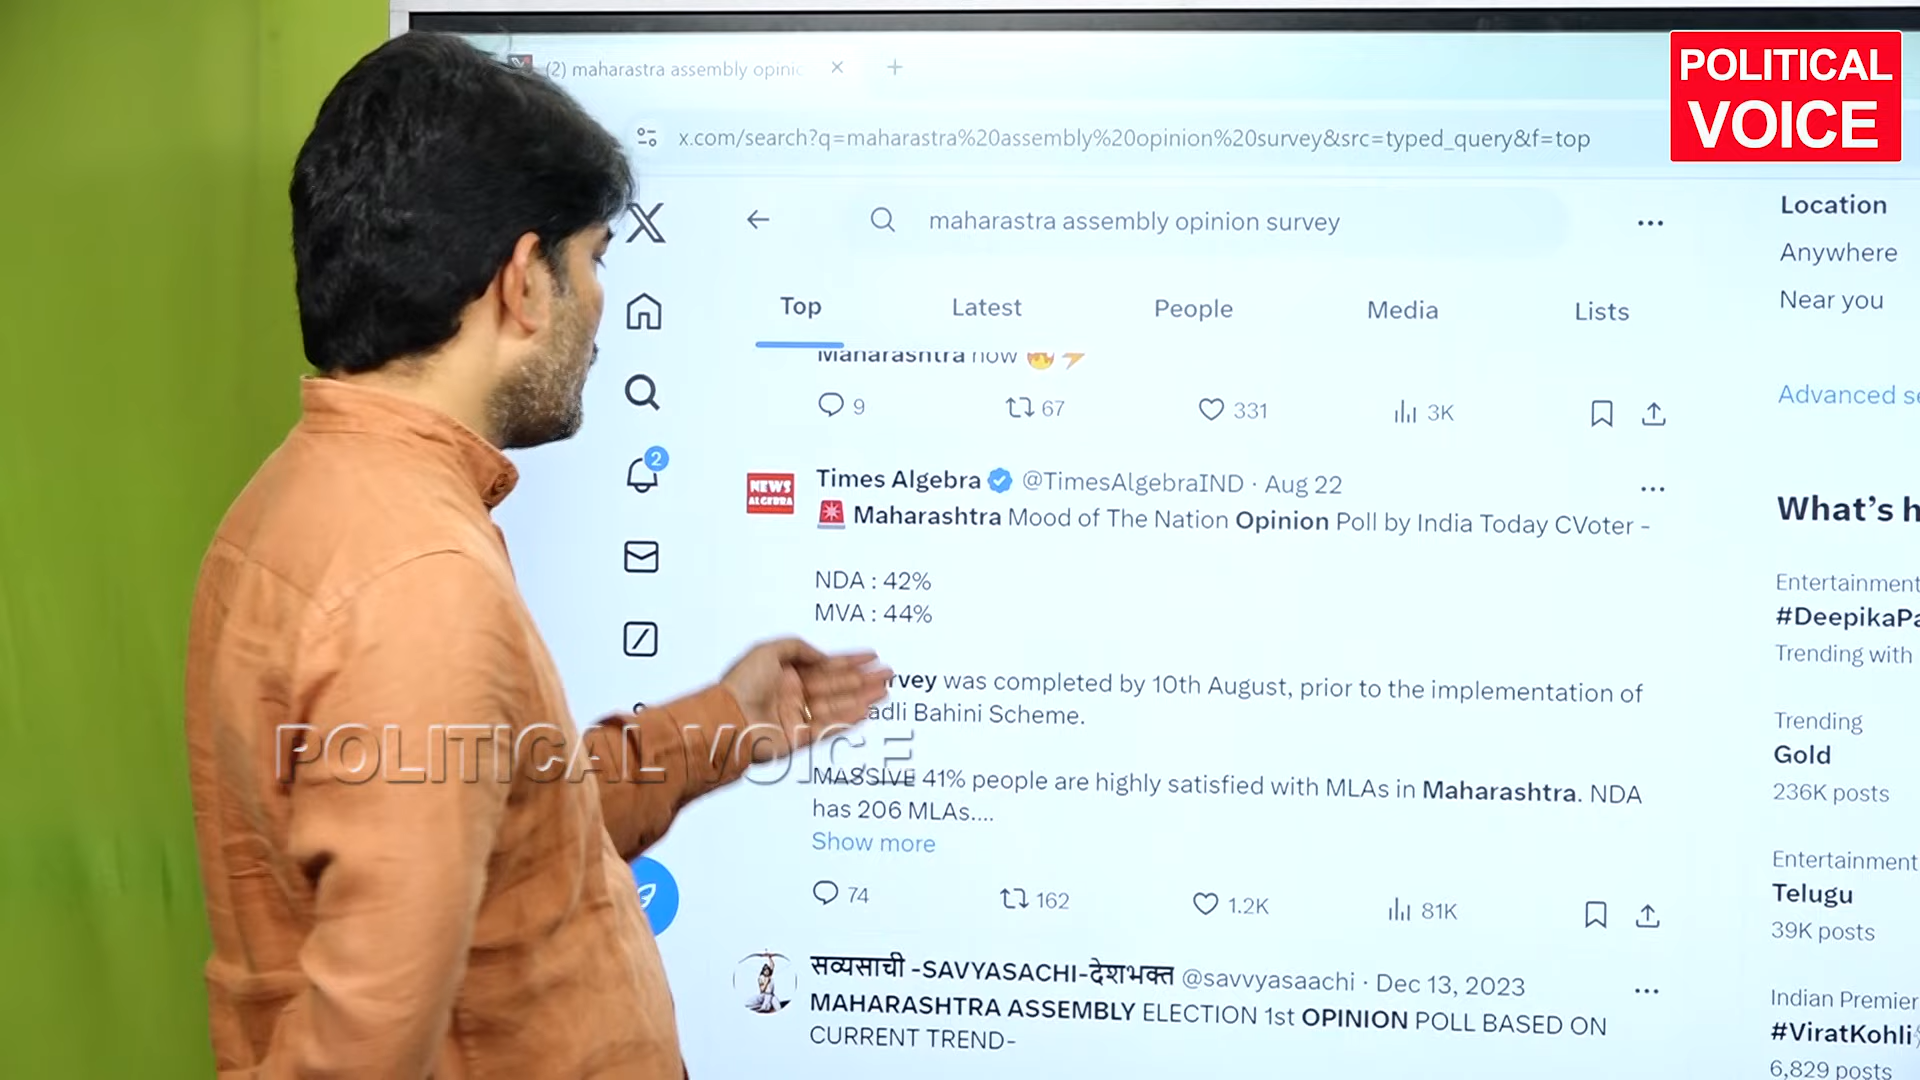 (2) maharastra assembly opinic
POLITICAL
VOICE
x.com/search?q=maharastra%20assembly%20opinion%20survey&src=typed_query&f=top
maharastra assembly opinion survey
Location
Anywhere
Near you
Top
Latest
People
Media
Lists
Maharashtra now
9
67
331
3K
Advanced se
2
NEWS
ALGEBRA
Times Algebra @TimesAlgebraIND · Aug 22
Maharashtra Mood of The Nation Opinion Poll by India Today CVoter -
NDA : 42%
MVA : 44%
rvey was completed by 10th August, prior to the implementation of
adli Bahini Scheme.
MASSIVE 41% people are highly satisfied with MLAs in Maharashtra. NDA
has 206 MLAs....
Show more
74
162
1.2K
81K
What's h
Entertainment
#DeepikaPa
Trending with
Trending
Gold
236K posts
Entertainment
Telugu
39K posts
Indian Premier
#ViratKohli
6,829 posts
POLITICAL VOICE
सव्यसाची -SAVYASACHI-देशभक्त @savvyasaachi · Dec 13, 2023
MAHARASHTRA ASSEMBLY ELECTION 1st OPINION POLL BASED ON
CURRENT TREND-